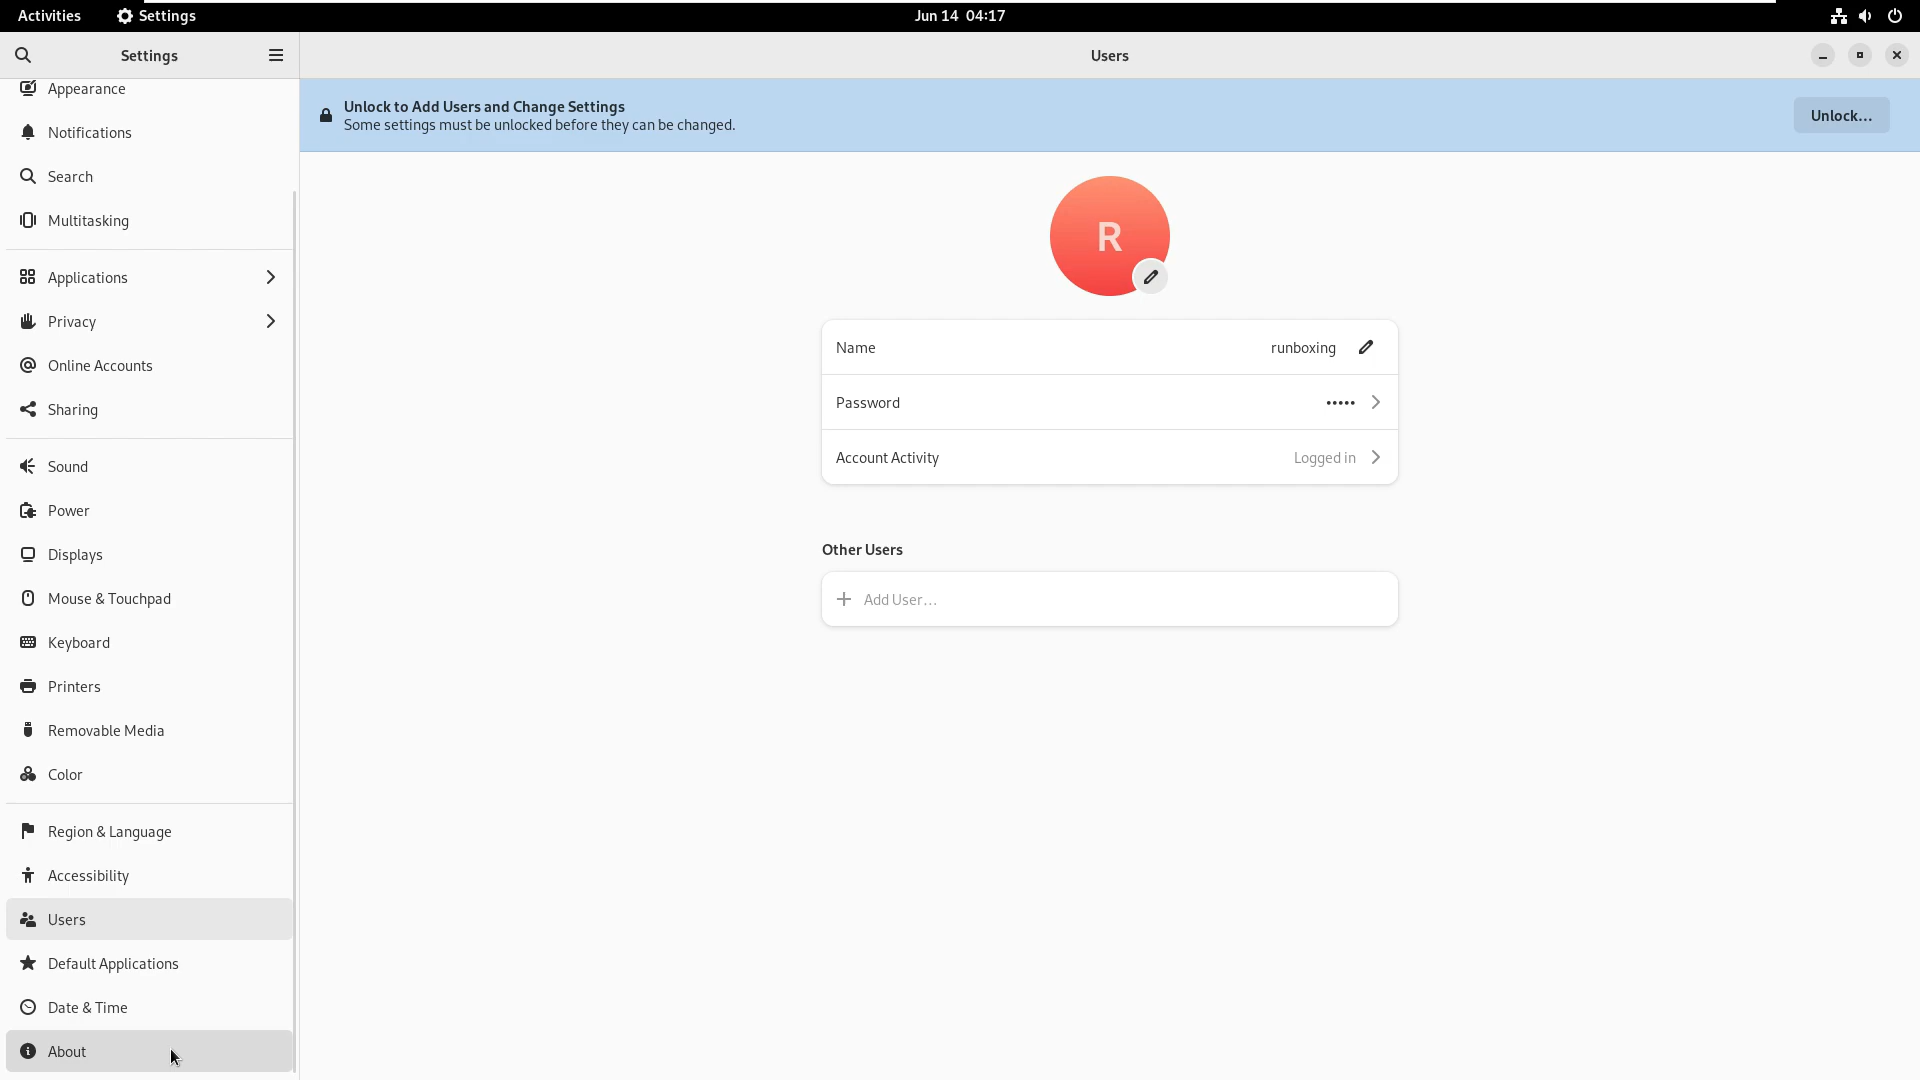 Activities
Settings
Jun 14 04:17
Settings
Users
Appearance
Notifications
Search
Multitasking
Applications
Privacy
Online Accounts
Sharing
Sound
Power
Displays
Mouse & Touchpad
Keyboard
Printers
Removable Media
Color
Region & Language
Accessibility
Users
Default Applications
Date & Time
About
Unlock to Add Users and Change Settings
Some settings must be unlocked before they can be changed.
Unlock...
R
Name runboxing
Password •••••
Account Activity Logged in
Other Users
+ Add User...